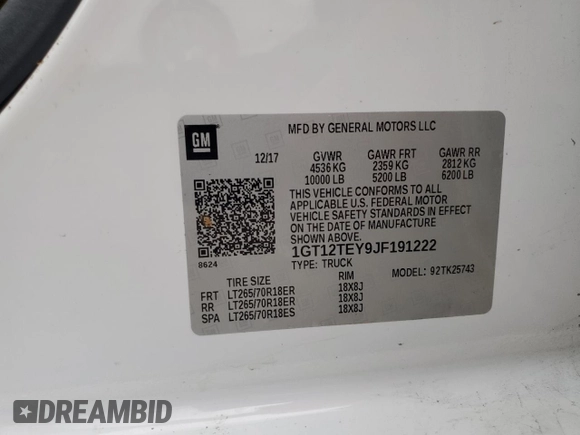 GM
MFD BY GENERAL MOTORS LLC
12/17 GVWR GAWR FRT GAWR RR
4536 KG 2359 KG 2812 KG
10000 LB 5200 LB 6200 LB
THIS VEHICLE CONFORMS TO ALL
APPLICABLE U.S. FEDERAL MOTOR
VEHICLE SAFETY STANDARDS IN EFFECT
ON THE DATE OF MANUFACTURE
SHOWN ABOVE.
8624 1GT12TEY9JF191222
TYPE: TRUCK
TIRE SIZE RIM MODEL: 92TK25743
FRT LT265/70R18ER 18X8J
RR LT265/70R18ER 18X8J
SPA LT265/70R18ES 18X8J
DREAMBID